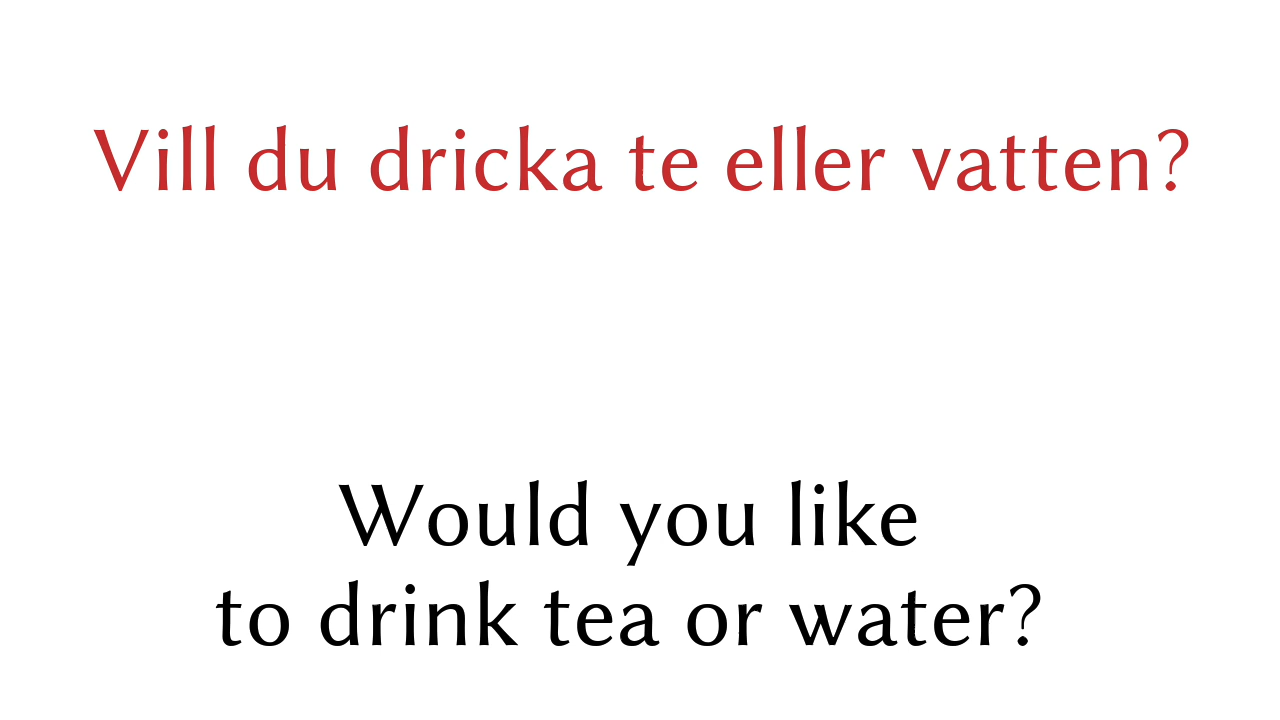 Vill du dricka te eller vatten?
Would you like
to drink tea or water?